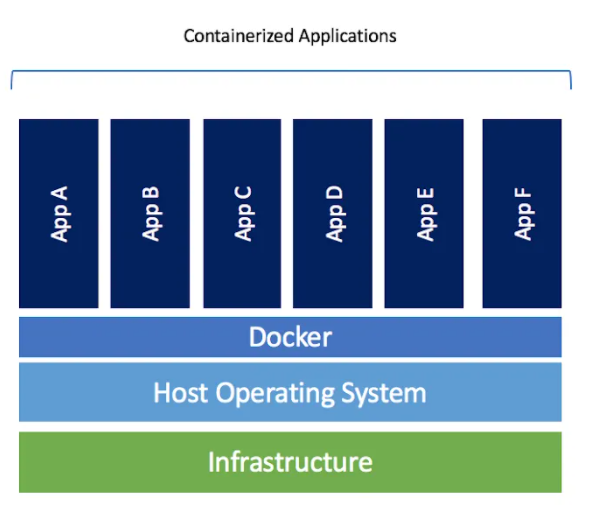 Containerized Applications
App A
App B
App C
App D
App E
App F
Docker
Host Operating System
Infrastructure